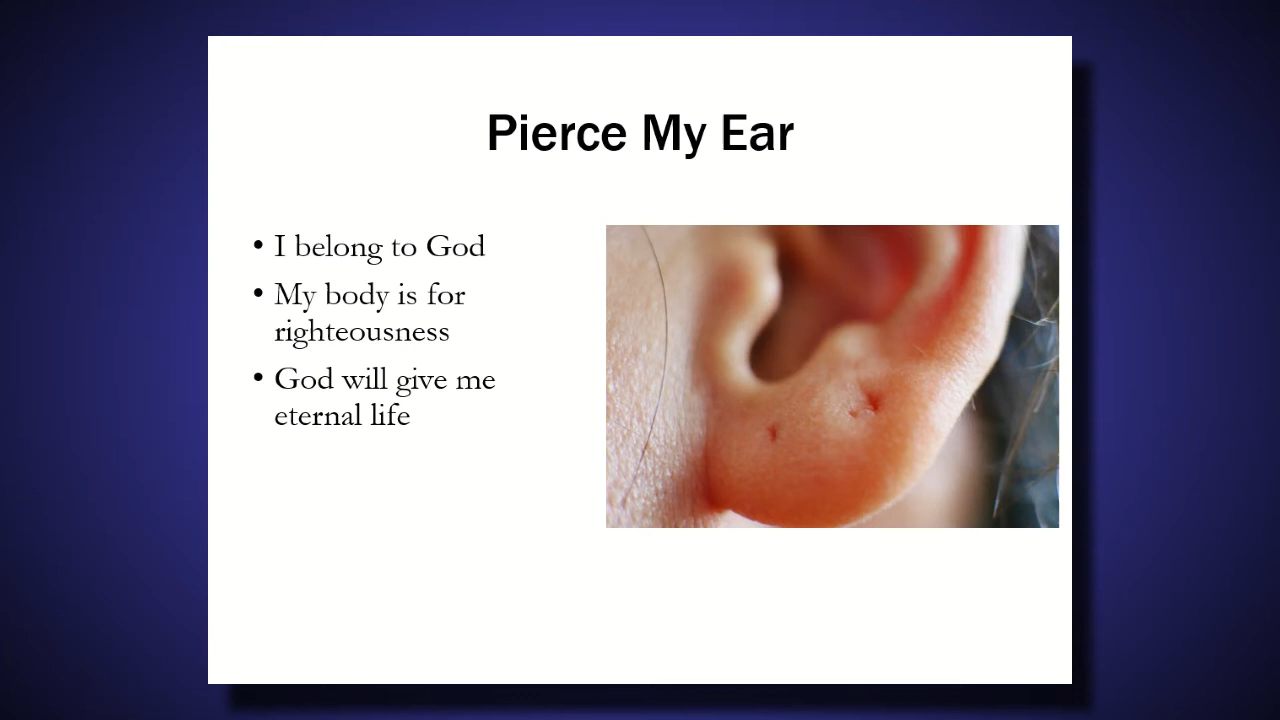 Pierce My Ear
• I belong to God
• My body is for
righteousness
• God will give me
eternal life